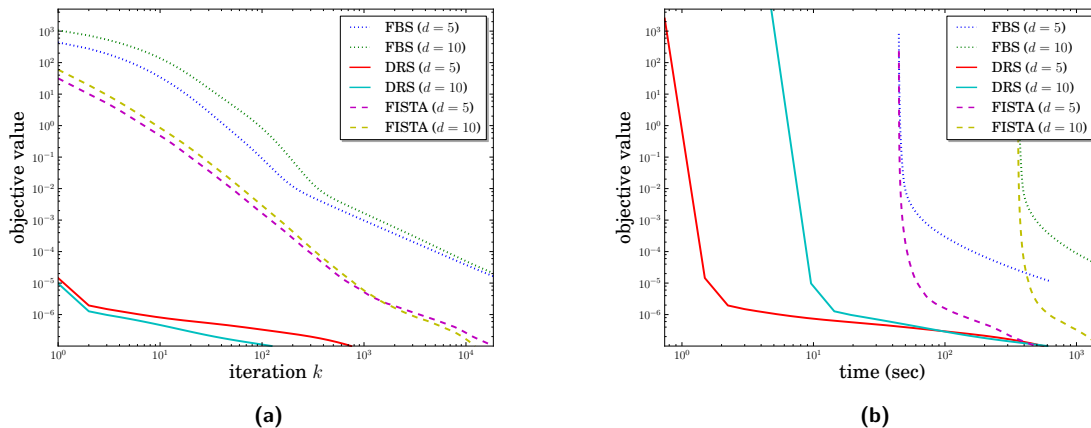 10³
10²
10¹
10⁰
10⁻¹
10⁻²
10⁻³
10⁻⁴
10⁻⁵
10⁻⁶
objective value
10⁰ 10¹ 10² 10³ 10⁴
iteration k
FBS (d = 5)
FBS (d = 10)
DRS (d = 5)
DRS (d = 10)
FISTA (d = 5)
FISTA (d = 10)
(a)
10³
10²
10¹
10⁰
10⁻¹
10⁻²
10⁻³
10⁻⁴
10⁻⁵
10⁻⁶
objective value
10⁰ 10¹ 10² 10³
time (sec)
FBS (d = 5)
FBS (d = 10)
DRS (d = 5)
DRS (d = 10)
FISTA (d = 5)
FISTA (d = 10)
(b)